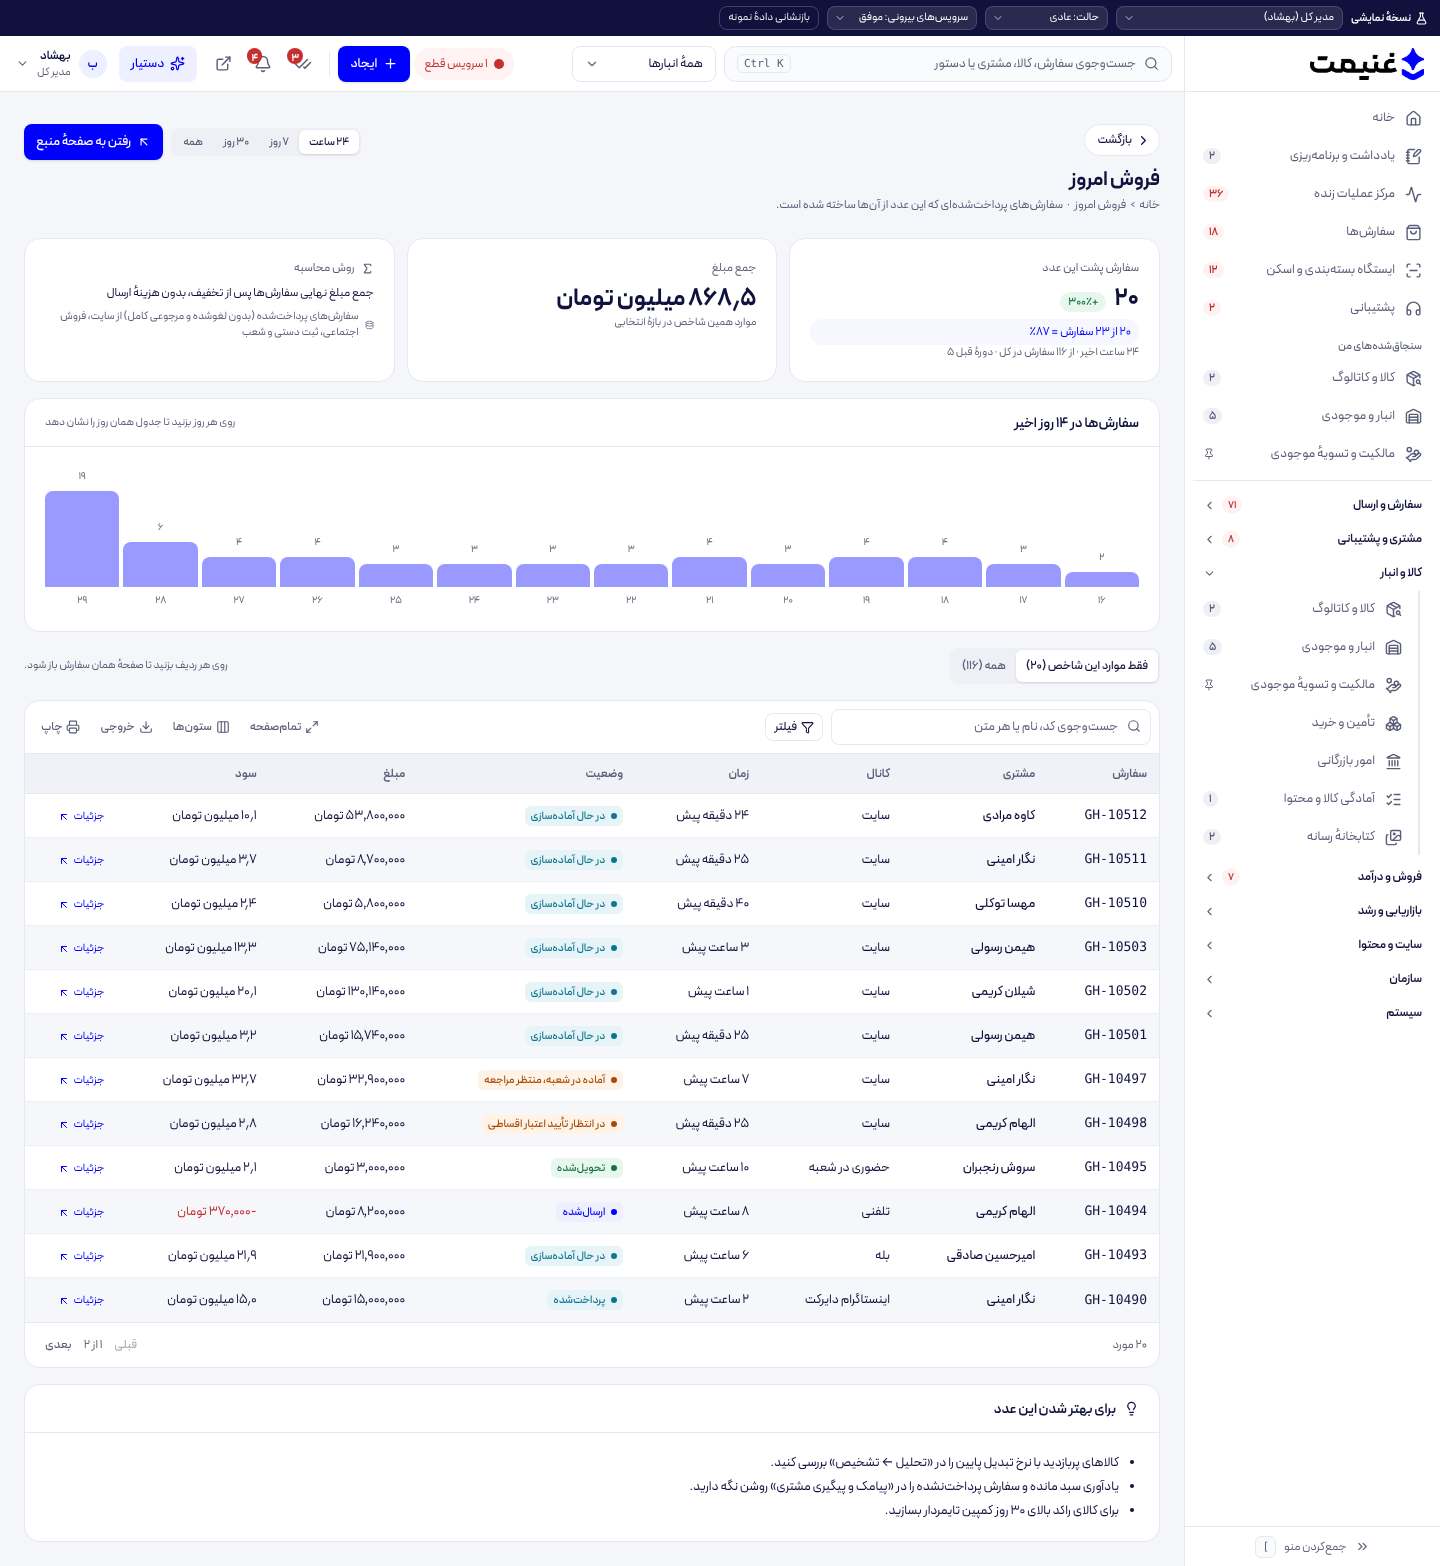 نسخهٔ نمایشی
مدیر کل (بهشاد)
حالت: عادی
سرویس‌های بیرونی: موفق
بازنشانی دادهٔ نمونه
غنیمت
جست‌وجوی سفارش، کالا، مشتری یا دستور
Ctrl K
همهٔ انبارها
۱ سرویس قطع
ایجاد
۳
۴
دستیار
ب
بهشاد
مدیر کل
خانه
یادداشت و برنامه‌ریزی ۲
مرکز عملیات زنده ۳۶
سفارش‌ها ۱۸
ایستگاه بسته‌بندی و اسکن ۱۲
پشتیبانی ۲
سنجاق‌شده‌های من
کالا و کاتالوگ ۲
انبار و موجودی ۵
مالکیت و تسویهٔ موجودی
سفارش و ارسال ۷۱
مشتری و پشتیبانی ۸
کالا و انبار
کالا و کاتالوگ ۲
انبار و موجودی ۵
مالکیت و تسویهٔ موجودی
تأمین و خرید
امور بازرگانی
آمادگی کالا و محتوا ۱
کتابخانهٔ رسانه ۲
فروش و درآمد ۷
بازاریابی و رشد
سایت و محتوا
سازمان
سیستم
جمع‌کردن منو [
بازگشت
۲۴ ساعت ۷ روز ۳۰ روز همه
رفتن به صفحهٔ منبع
فروش امروز
خانه › فروش امروز · سفارش‌های پرداخت‌شده‌ای که این عدد از آن‌ها ساخته شده است.
سفارش پشت این عدد
۲۰ +۳۰۰٪
۲۰ از ۲۳ سفارش = ۸۷٪
۲۴ ساعت اخیر · از ۱۱۶ سفارش در کل · دورهٔ قبل ۵
جمع مبلغ
۸۶۸٫۵ میلیون تومان
موارد همین شاخص در بازهٔ انتخابی
روش محاسبه
جمع مبلغ نهایی سفارش‌ها پس از تخفیف، بدون هزینهٔ ارسال
سفارش‌های پرداخت‌شده (بدون لغوشده و مرجوعی کامل) از سایت، فروش
اجتماعی، ثبت دستی و شعب
سفارش‌ها در ۱۴ روز اخیر
روی هر روز بزنید تا جدول همان روز را نشان دهد
۲ ۳ ۴ ۴ ۳ ۴ ۳ ۳ ۳ ۳ ۴ ۴ ۶ ۱۹
۱۶ ۱۷ ۱۸ ۱۹ ۲۰ ۲۱ ۲۲ ۲۳ ۲۴ ۲۵ ۲۶ ۲۷ ۲۸ ۲۹
فقط موارد این شاخص (۲۰) همه (۱۱۶)
روی هر ردیف بزنید تا صفحهٔ همان سفارش باز شود.
جست‌وجوی کد، نام یا هر متن
فیلتر
تمام‌صفحه ستون‌ها خروجی چاپ
سفارش مشتری کانال زمان وضعیت مبلغ سود
GH-10512 کاوه مرادی سایت ۲۴ دقیقه پیش در حال آماده‌سازی ۵۳,۸۰۰,۰۰۰ تومان ۱۰٫۱ میلیون تومان جزئیات
GH-10511 نگار امینی سایت ۲۵ دقیقه پیش در حال آماده‌سازی ۸,۷۰۰,۰۰۰ تومان ۳٫۷ میلیون تومان جزئیات
GH-10510 مهسا توکلی سایت ۴۰ دقیقه پیش در حال آماده‌سازی ۵,۸۰۰,۰۰۰ تومان ۲٫۴ میلیون تومان جزئیات
GH-10503 هیمن رسولی سایت ۳ ساعت پیش در حال آماده‌سازی ۷۵,۱۴۰,۰۰۰ تومان ۱۳٫۳ میلیون تومان جزئیات
GH-10502 شیلان کریمی سایت ۱ ساعت پیش در حال آماده‌سازی ۱۳۰,۱۴۰,۰۰۰ تومان ۲۰٫۱ میلیون تومان جزئیات
GH-10501 هیمن رسولی سایت ۲۵ دقیقه پیش در حال آماده‌سازی ۱۵,۷۴۰,۰۰۰ تومان ۳٫۲ میلیون تومان جزئیات
GH-10497 نگار امینی سایت ۷ ساعت پیش آماده در شعبه، منتظر مراجعه ۳۲,۹۰۰,۰۰۰ تومان ۳۲٫۷ میلیون تومان جزئیات
GH-10498 الهام کریمی سایت ۲۵ دقیقه پیش در انتظار تأیید اعتبار اقساطی ۱۶,۲۴۰,۰۰۰ تومان ۲٫۸ میلیون تومان جزئیات
GH-10495 سروش رنجبران حضوری در شعبه ۱۰ ساعت پیش تحویل‌شده ۳,۰۰۰,۰۰۰ تومان ۲٫۱ میلیون تومان جزئیات
GH-10494 الهام کریمی تلفنی ۸ ساعت پیش ارسال‌شده ۸,۲۰۰,۰۰۰ تومان -۳۷۰,۰۰۰ تومان جزئیات
GH-10493 امیرحسین صادقی بله ۶ ساعت پیش در حال آماده‌سازی ۲۱,۹۰۰,۰۰۰ تومان ۲۱٫۹ میلیون تومان جزئیات
GH-10490 نگار امینی اینستاگرام دایرکت ۲ ساعت پیش پرداخت‌شده ۱۵,۰۰۰,۰۰۰ تومان ۱۵٫۰ میلیون تومان جزئیات
۲۰ مورد
قبلی ۱ از ۲ بعدی
برای بهتر شدن این عدد
• کالاهای پربازدید با نرخ تبدیل پایین را در «تحلیل ← تشخیص» بررسی کنید.
• یادآوری سبد مانده و سفارش پرداخت‌نشده را در «پیامک و پیگیری مشتری» روشن نگه دارید.
• برای کالای راکد بالای ۳۰ روز کمپین تایمردار بسازید.